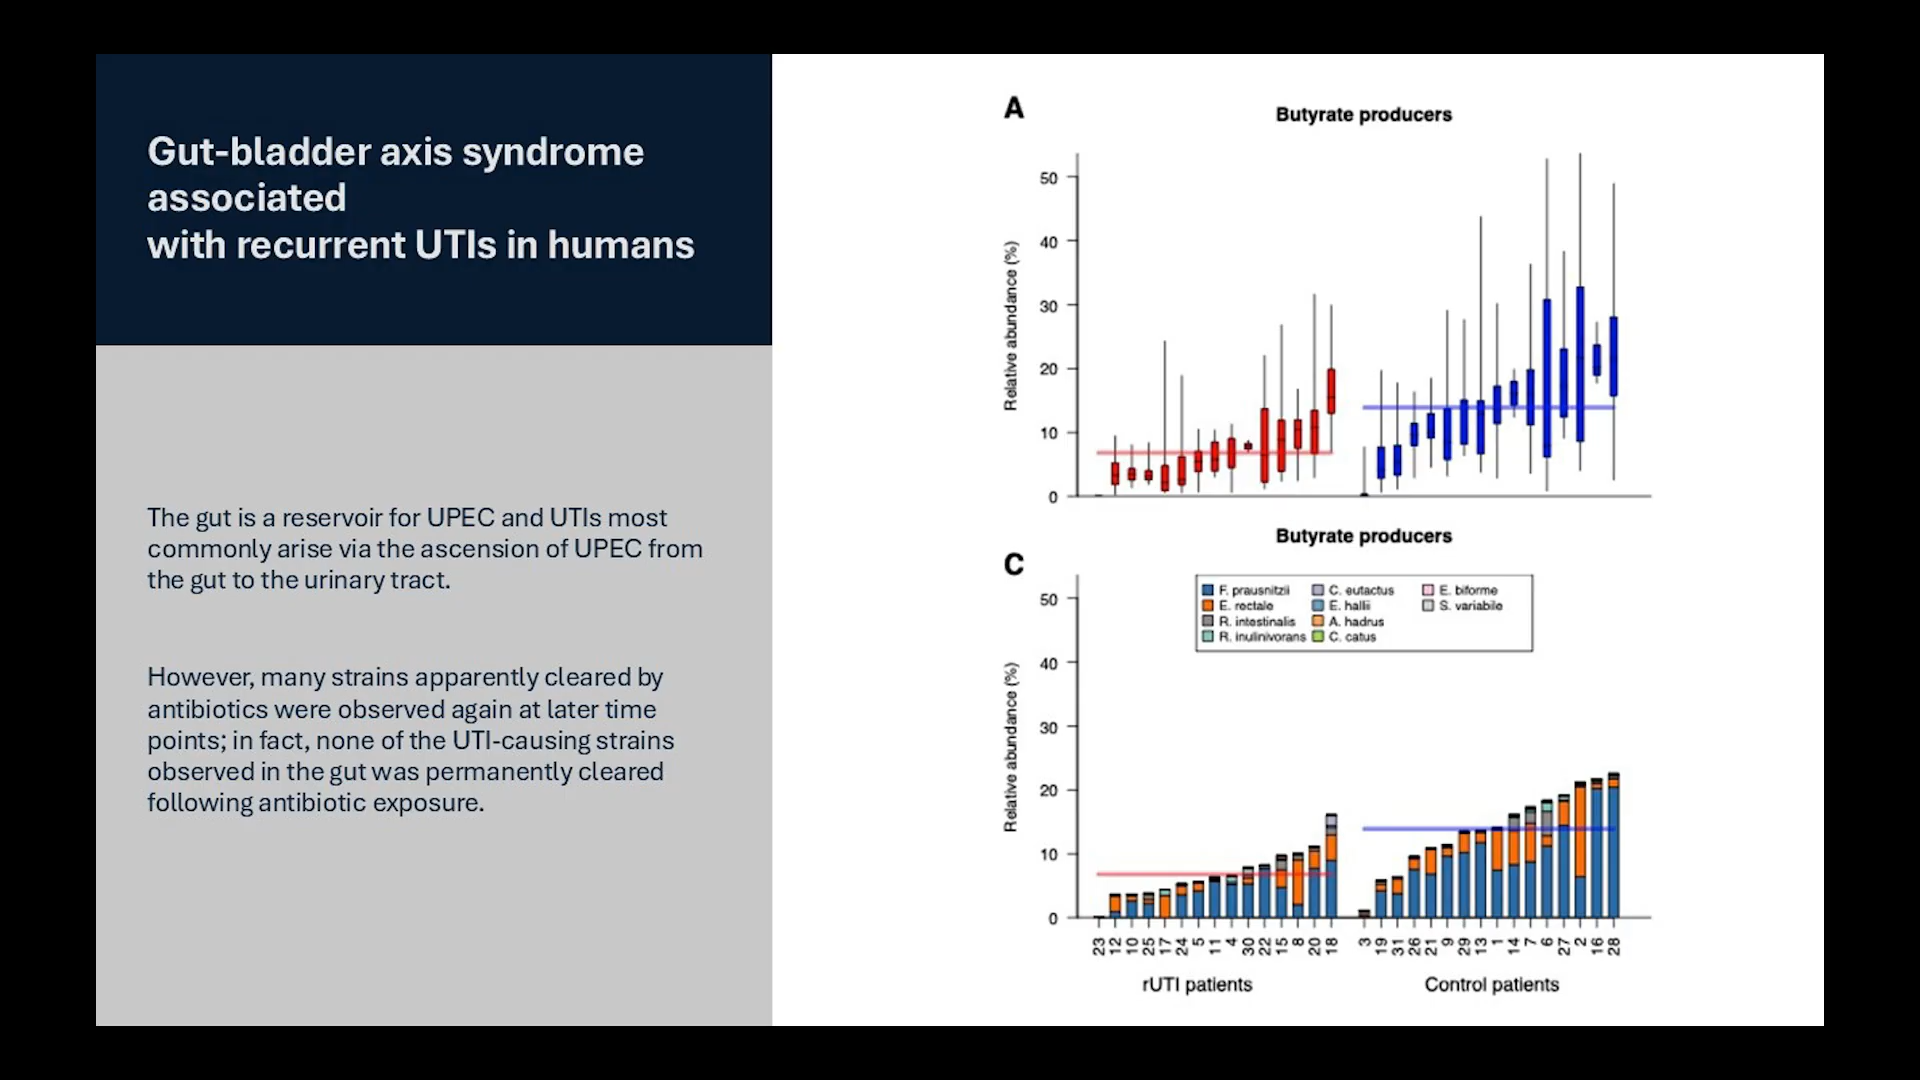 Gut-bladder axis syndrome
associated
with recurrent UTIs in humans
The gut is a reservoir for UPEC and UTIs most
commonly arise via the ascension of UPEC from
the gut to the urinary tract.
However, many strains apparently cleared by
antibiotics were observed again at later time
points; in fact, none of the UTI-causing strains
observed in the gut was permanently cleared
following antibiotic exposure.
A
Butyrate producers
Relative abundance (%)
50
40
30
20
10
0
Butyrate producers
C
F. prausnitzii C. eutactus E. biforme
E. rectale E. hallii S. variabile
R. intestinalis A. hadrus
R. inulinivorans C. catus
Relative abundance (%)
50
40
30
20
10
0
23 12 10 25 17 24 5 11 4 30 22 15 8 20 18 3 19 31 26 21 9 29 13 1 14 7 6 27 2 16 28
rUTI patients Control patients